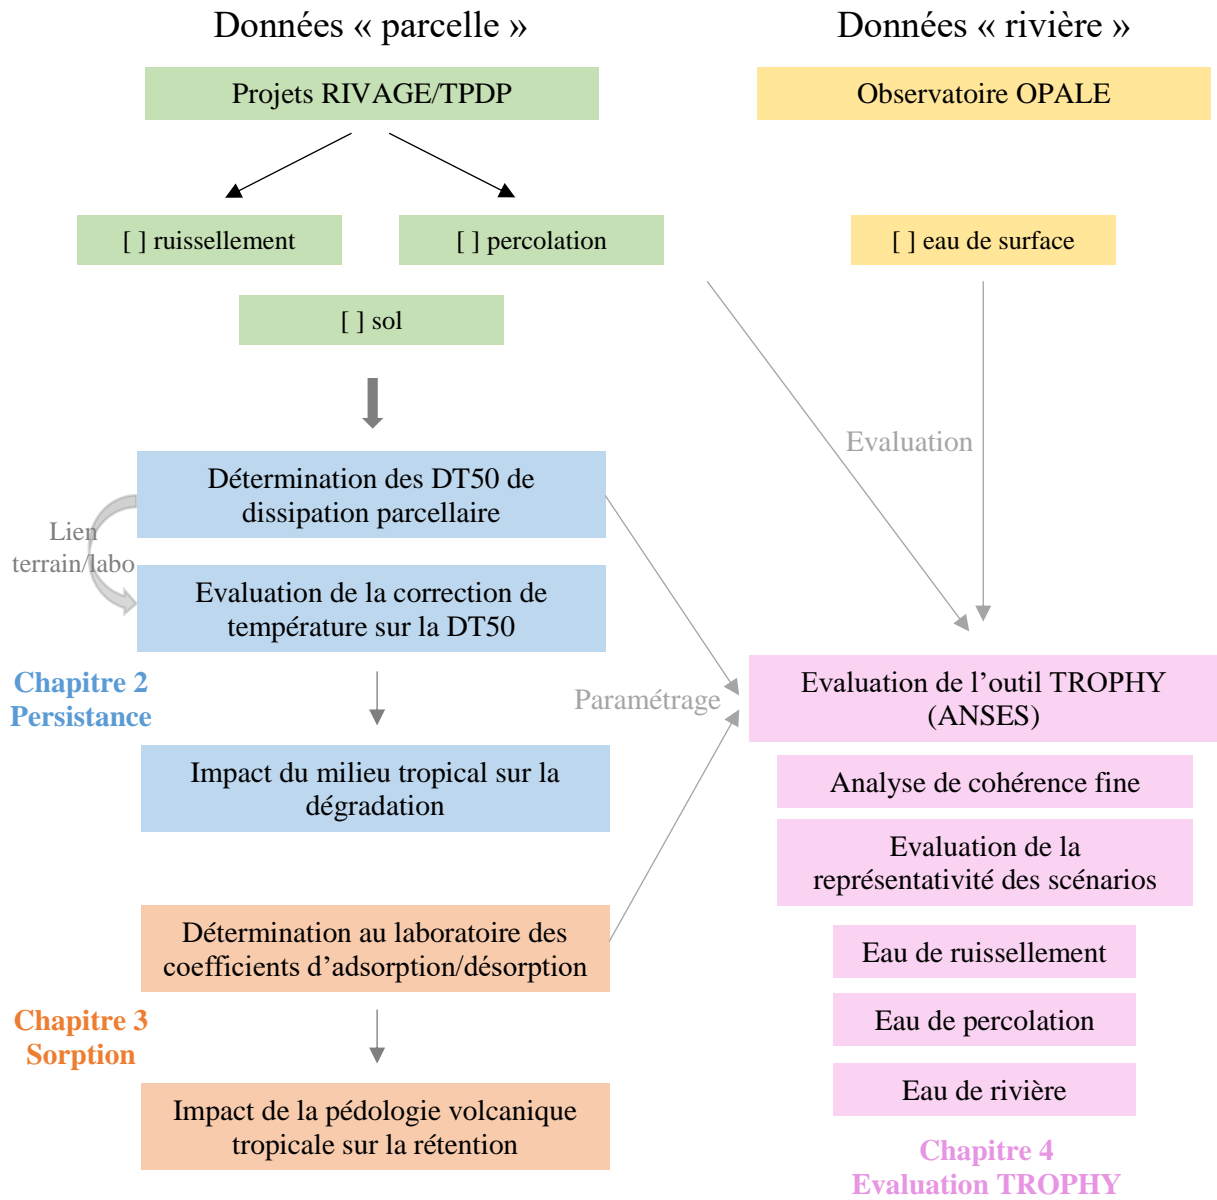 Données « parcelle »
Données « rivière »
Projets RIVAGE/TPDP
Observatoire OPALE
[ ] ruissellement
[ ] percolation
[ ] eau de surface
[ ] sol
Evaluation
Détermination des DT50 de
dissipation parcellaire
Lien
terrain/labo
Evaluation de la correction de
température sur la DT50
Chapitre 2
Persistance
Paramétrage
Impact du milieu tropical sur la
dégradation
Détermination au laboratoire des
coefficients d’adsorption/désorption
Chapitre 3
Sorption
Impact de la pédologie volcanique
tropicale sur la rétention
Evaluation de l’outil TROPHY
(ANSES)
Analyse de cohérence fine
Evaluation de la
représentativité des scénarios
Eau de ruissellement
Eau de percolation
Eau de rivière
Chapitre 4
Evaluation TROPHY